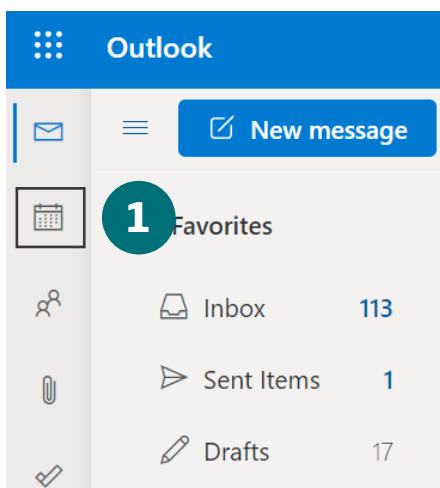 Outlook
New message
1
Favorites
Inbox 113
Sent Items 1
Drafts 17